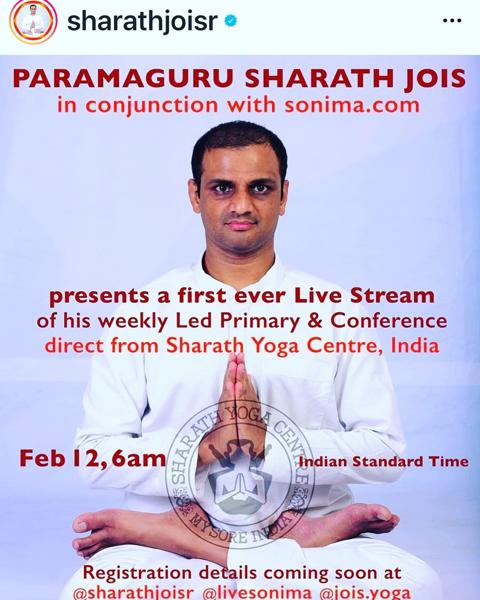 sharathjoisr
PARAMAGURU SHARATH JOIS
in conjunction with sonima.com
presents a first ever Live Stream
of his weekly Led Primary & Conference
direct from Sharath Yoga Centre, India
SHARATH YOGA CENTRE
MYSORE INDIA
Feb 12, 6am
Indian Standard Time
Registration details coming soon at
@sharathjoisr @livesonima @jois.yoga